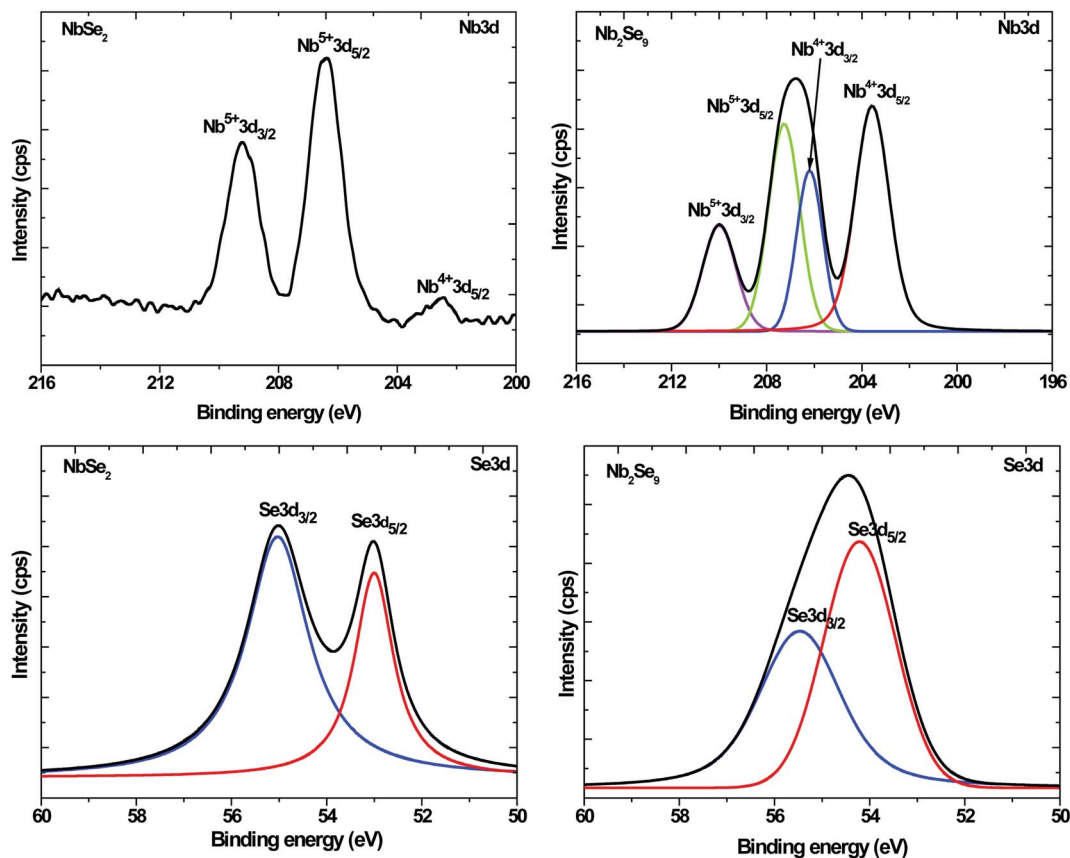 NbSe₂
Nb3d
Nb⁵⁺3d₅/₂
Nb⁵⁺3d₃/₂
Nb⁴⁺3d₅/₂
Intensity (cps)
216 212 208 204 200
Binding energy (eV)
Nb₂Se₉
Nb3d
Nb⁴⁺3d₃/₂
Nb⁵⁺3d₅/₂
Nb⁴⁺3d₅/₂
Nb⁵⁺3d₃/₂
Intensity (cps)
216 212 208 204 200 196
Binding energy (eV)
NbSe₂
Se3d
Se3d₃/₂
Se3d₅/₂
Intensity (cps)
60 58 56 54 52 50
Binding energy (eV)
Nb₂Se₉
Se3d
Se3d₅/₂
Se3d₃/₂
Intensity (cps)
60 58 56 54 52 50
Binding energy (eV)